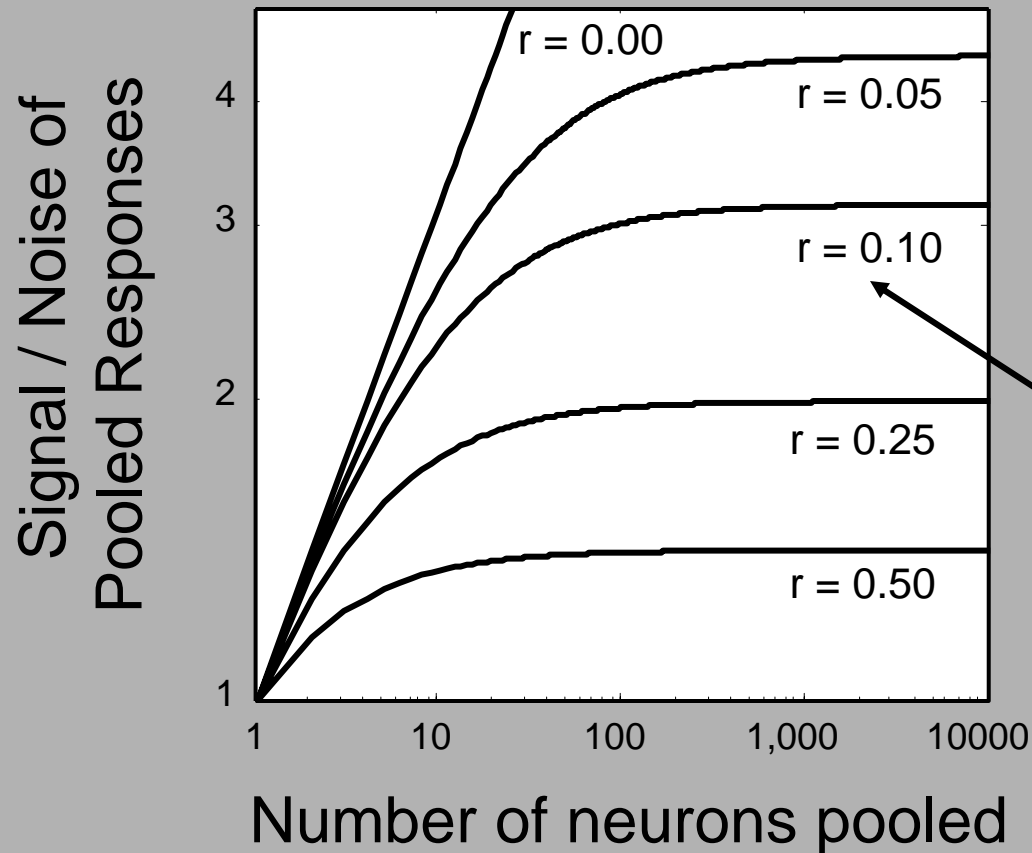 Signal / Noise of
Pooled Responses
4
3
2
1
r = 0.00
r = 0.05
r = 0.10
r = 0.25
r = 0.50
1 10 100 1,000 10000
Number of neurons pooled